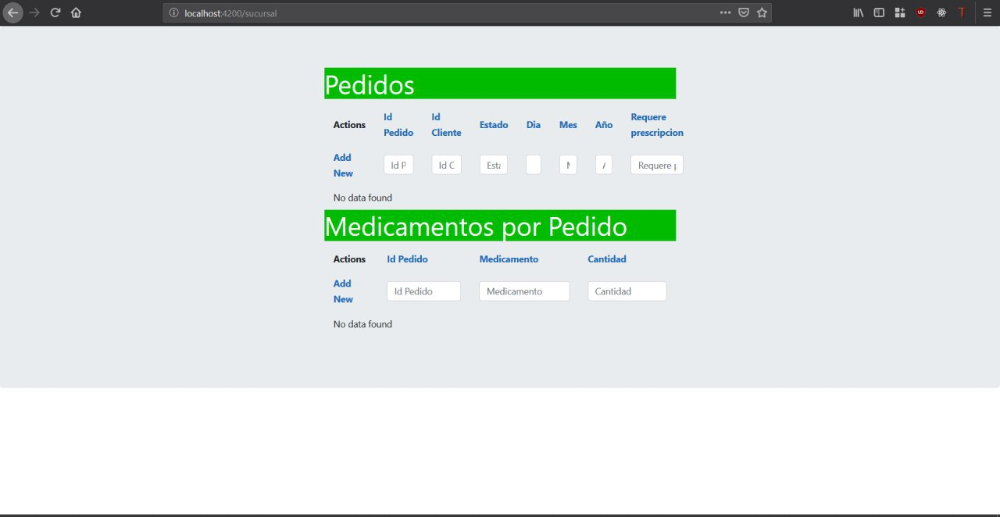 localhost:4200/sucursal
Pedidos
Actions Id Pedido Id Cliente Estado Dia Mes Año Requere prescripcion
Add New Id P Id C Esta M A Requere p
No data found
Medicamentos por Pedido
Actions Id Pedido Medicamento Cantidad
Add New Id Pedido Medicamento Cantidad
No data found